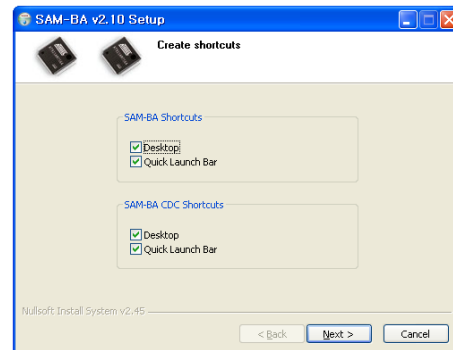 SAM-BA v2.10 Setup
Create shortcuts
SAM-BA Shortcuts
Desktop
Quick Launch Bar
SAM-BA CDC Shortcuts
Desktop
Quick Launch Bar
Nullsoft Install System v2.45
< Back Next > Cancel